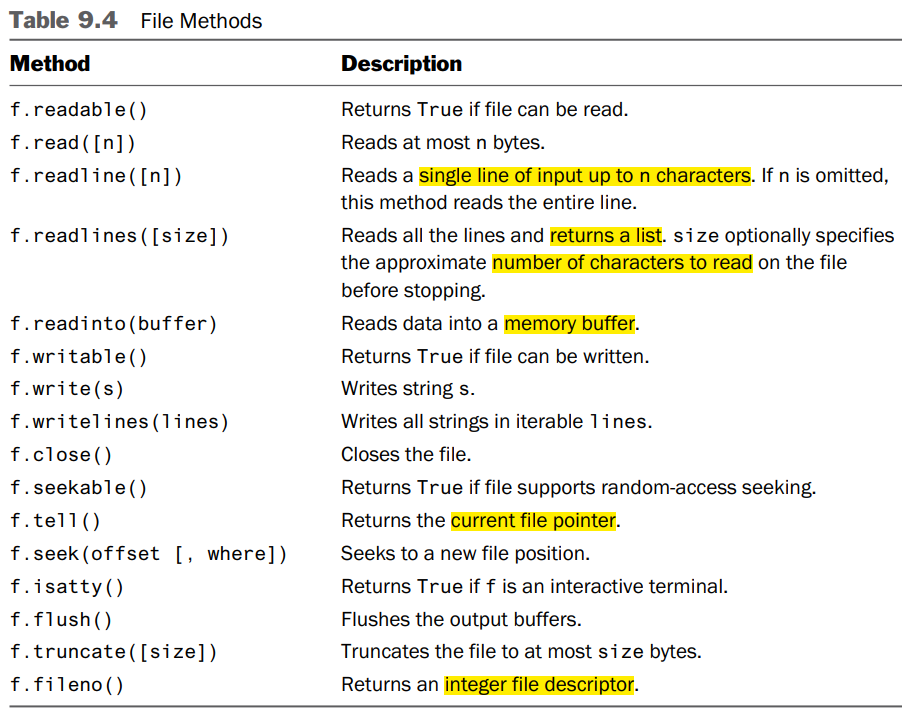 Table 9.4 File Methods
Method Description
f.readable() Returns True if file can be read.
f.read([n]) Reads at most n bytes.
f.readline([n]) Reads a single line of input up to n characters. If n is omitted,
this method reads the entire line.
f.readlines([size]) Reads all the lines and returns a list. size optionally specifies
the approximate number of characters to read on the file
before stopping.
f.readinto(buffer) Reads data into a memory buffer.
f.writable() Returns True if file can be written.
f.write(s) Writes string s.
f.writelines(lines) Writes all strings in iterable lines.
f.close() Closes the file.
f.seekable() Returns True if file supports random-access seeking.
f.tell() Returns the current file pointer.
f.seek(offset [, where]) Seeks to a new file position.
f.isatty() Returns True if f is an interactive terminal.
f.flush() Flushes the output buffers.
f.truncate([size]) Truncates the file to at most size bytes.
f.fileno() Returns an integer file descriptor.